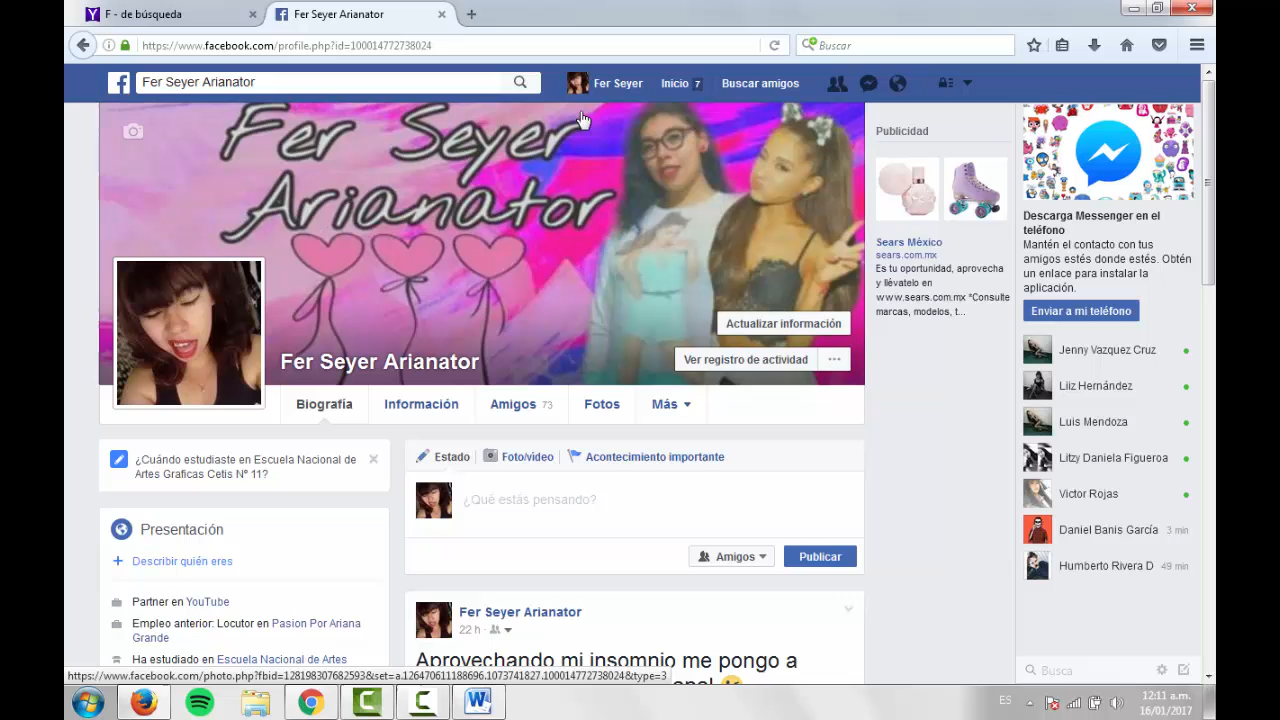 F - de búsqueda
Fer Seyer Arianator
https://www.facebook.com/profile.php?id=100014772738024
Buscar
Fer Seyer Arianator
Fer Seyer
Inicio 7
Buscar amigos
Fer Seyer
Arianator
Actualizar información
Ver registro de actividad
Fer Seyer Arianator
Biografía
Información
Amigos 73
Fotos
Más
¿Cuándo estudiaste en Escuela Nacional de
Artes Graficas Cetis Nº 11?
Presentación
Describir quién eres
Partner en YouTube
Empleo anterior: Locutor en Pasion Por Ariana
Grande
Ha estudiado en Escuela Nacional de Artes
Estado
Foto/video
Acontecimiento importante
¿Qué estás pensando?
Amigos
Publicar
Fer Seyer Arianator
22 h
Aprovechando mi insomnio me pongo a
Publicidad
Sears México
sears.com.mx
Es tu oportunidad, aprovecha
y llévatelo en
www.sears.com.mx *Consulte
marcas, modelos, t...
Descarga Messenger en el
teléfono
Mantén el contacto con tus
amigos estés donde estés. Obtén
un enlace para instalar la
aplicación.
Enviar a mi teléfono
Jenny Vazquez Cruz
Liiz Hernández
Luis Mendoza
Litzy Daniela Figueroa
Victor Rojas
Daniel Banis García 3 min
Humberto Rivera D 49 min
Busca
https://www.facebook.com/photo.php?fbid=128198307682593&set=a.126470611188696.1073741827.100014772738024&type=3
ES
12:11 a.m.
16/01/2017